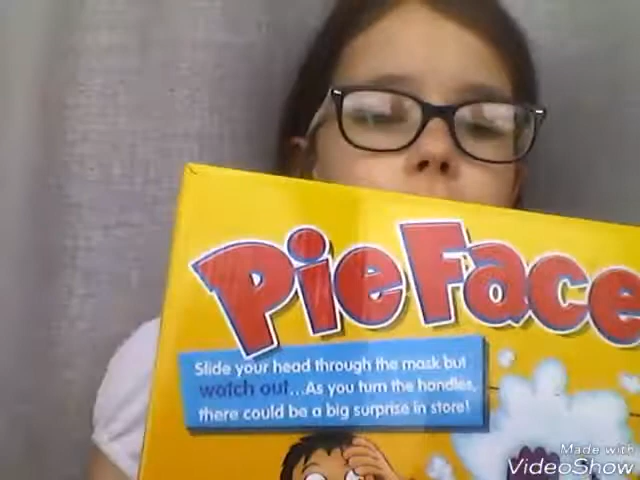 Pie Face
Slide your head through the mask but
watch out...As you turn the handles,
there could be a big surprise in store!
Made with
VideoShow